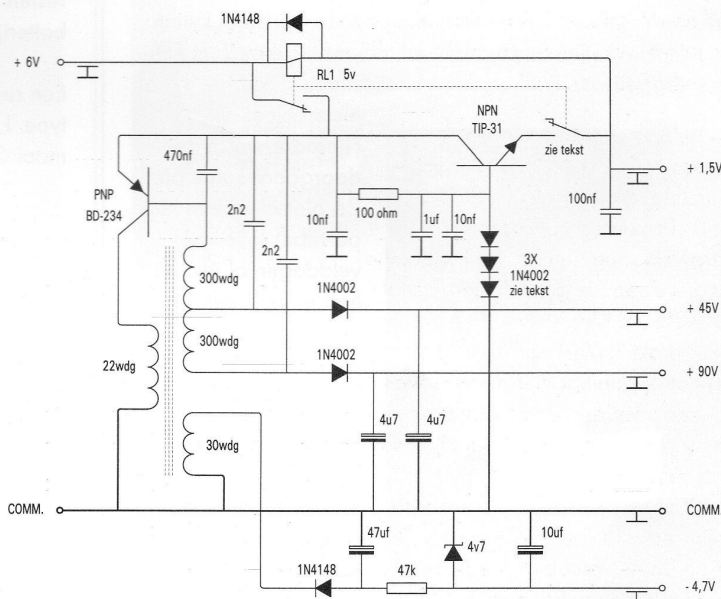 1N4148
+ 6V
RL1 5v
NPN
TIP-31
zie tekst
470nf
+ 1,5V
PNP
BD-234
2n2
10nf
100 ohm
1uf
10nf
100nf
2n2
3X
1N4002
zie tekst
300wdg
1N4002
+ 45V
300wdg
1N4002
+ 90V
22wdg
4u7
4u7
30wdg
COMM.
COMM.
47uf
4v7
10uf
1N4148
47k
- 4,7V